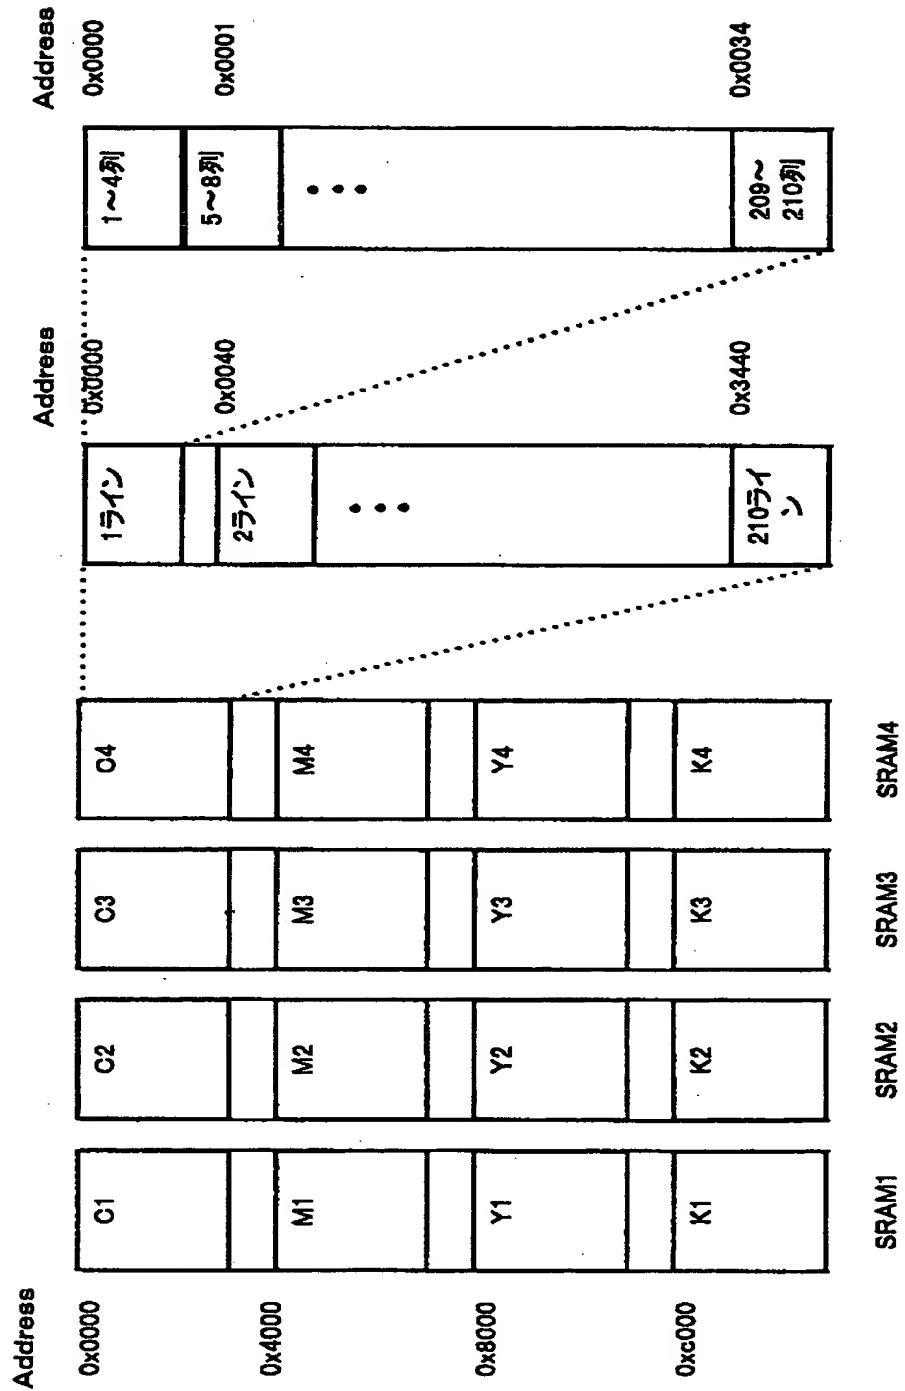 Address
0x0000
0x4000
0x8000
0xc000
C1
M1
Y1
K1
SRAM1
C2
M2
Y2
K2
SRAM2
C3
M3
Y3
K3
SRAM3
C4
M4
Y4
K4
SRAM4
1ライン
2ライン
210ライ
ン
Address
0x0000
0x0040
0x3440
1〜4列
5〜8列
209〜
210列
Address
0x0000
0x0001
0x0034